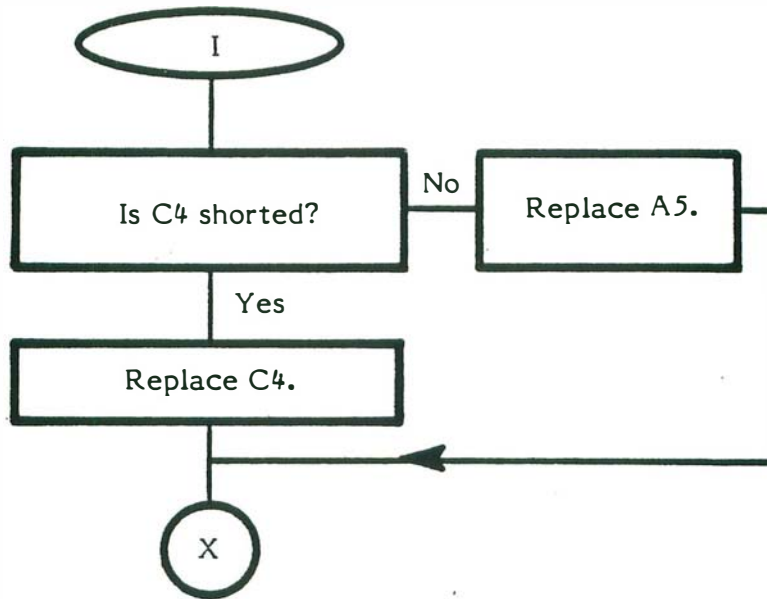 I
Is C4 shorted?
No
Replace A5.
Yes
Replace C4.
X